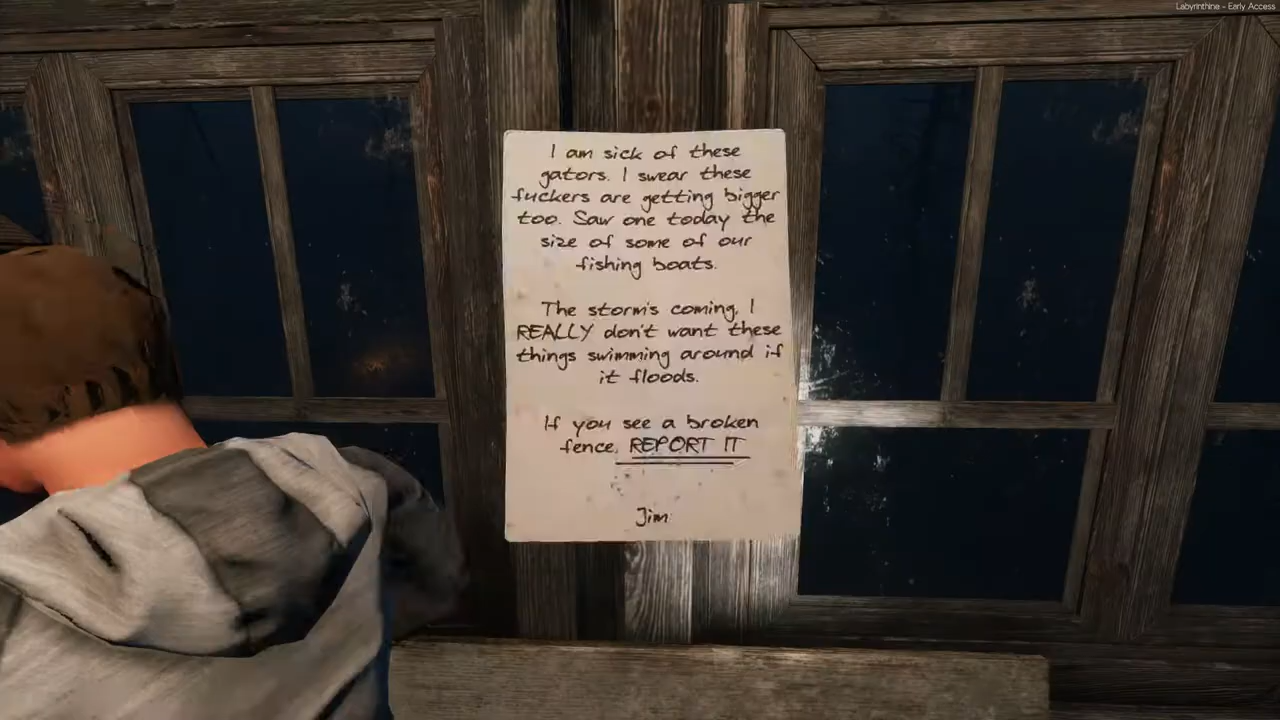 Labyrinthine - Early Access
I am sick of these
gators. I swear these
fuckers are getting bigger
too. Saw one today the
size of some of our
fishing boats.
The storm's coming, I
REALLY don't want these
things swimming around if
it floods.
If you see a broken
fence, REPORT IT
Jim